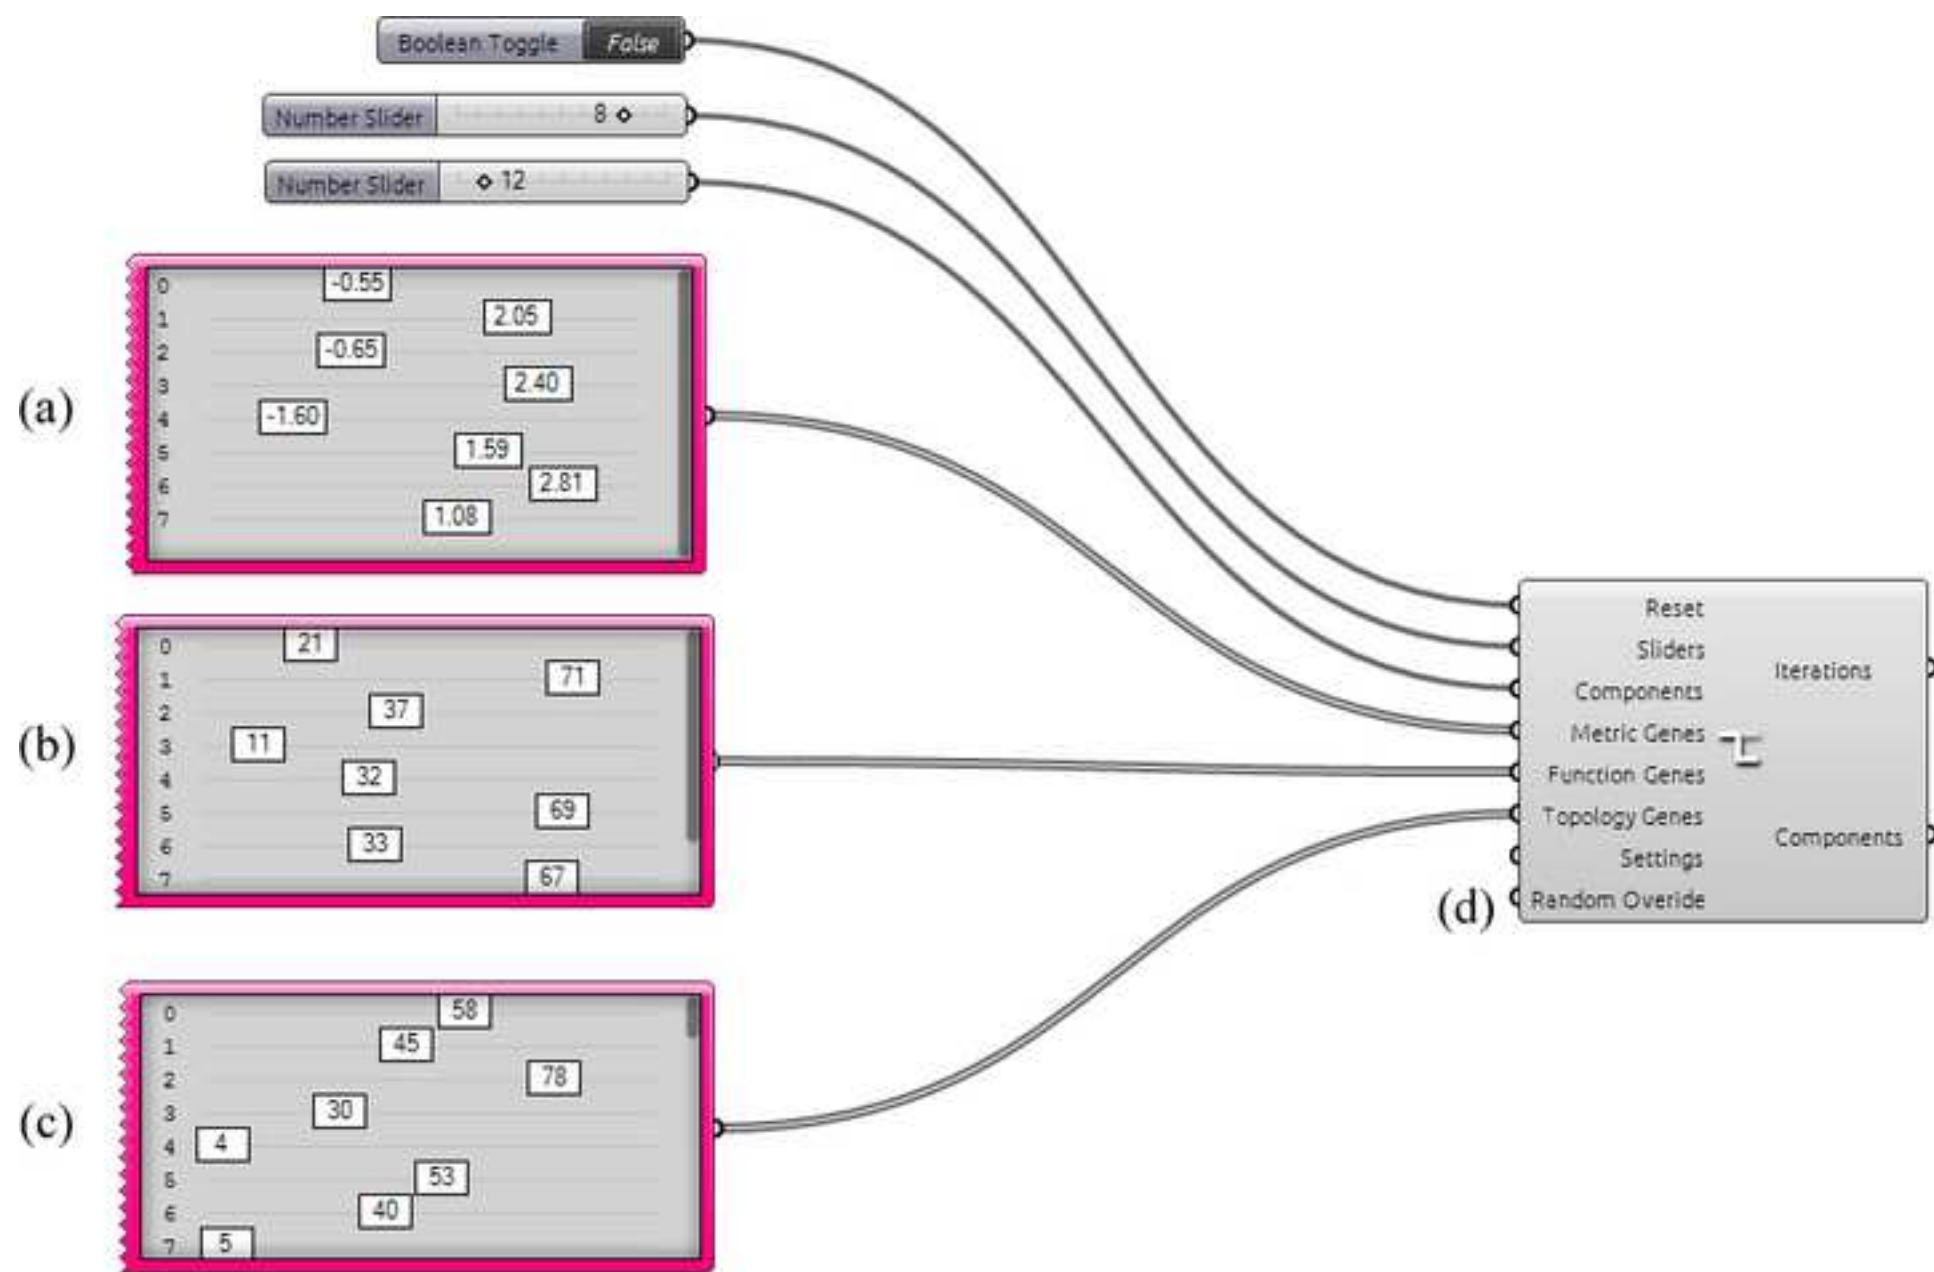 Boolean Toggle False
Number Slider 8
Number Slider 12
(a)
0 -0.55
1 2.05
2 -0.65
3 2.40
4 -1.60
5 1.59
6 2.81
7 1.08
(b)
0 21
1 71
2 37
3 11
4 32
5 69
6 33
7 67
(c)
0 58
1 45
2 78
3 30
4 4
5 53
6 40
7 5
(d)
Reset
Sliders
Components
Metric Genes
Function Genes
Topology Genes
Settings
Random Overide
Iterations
Components